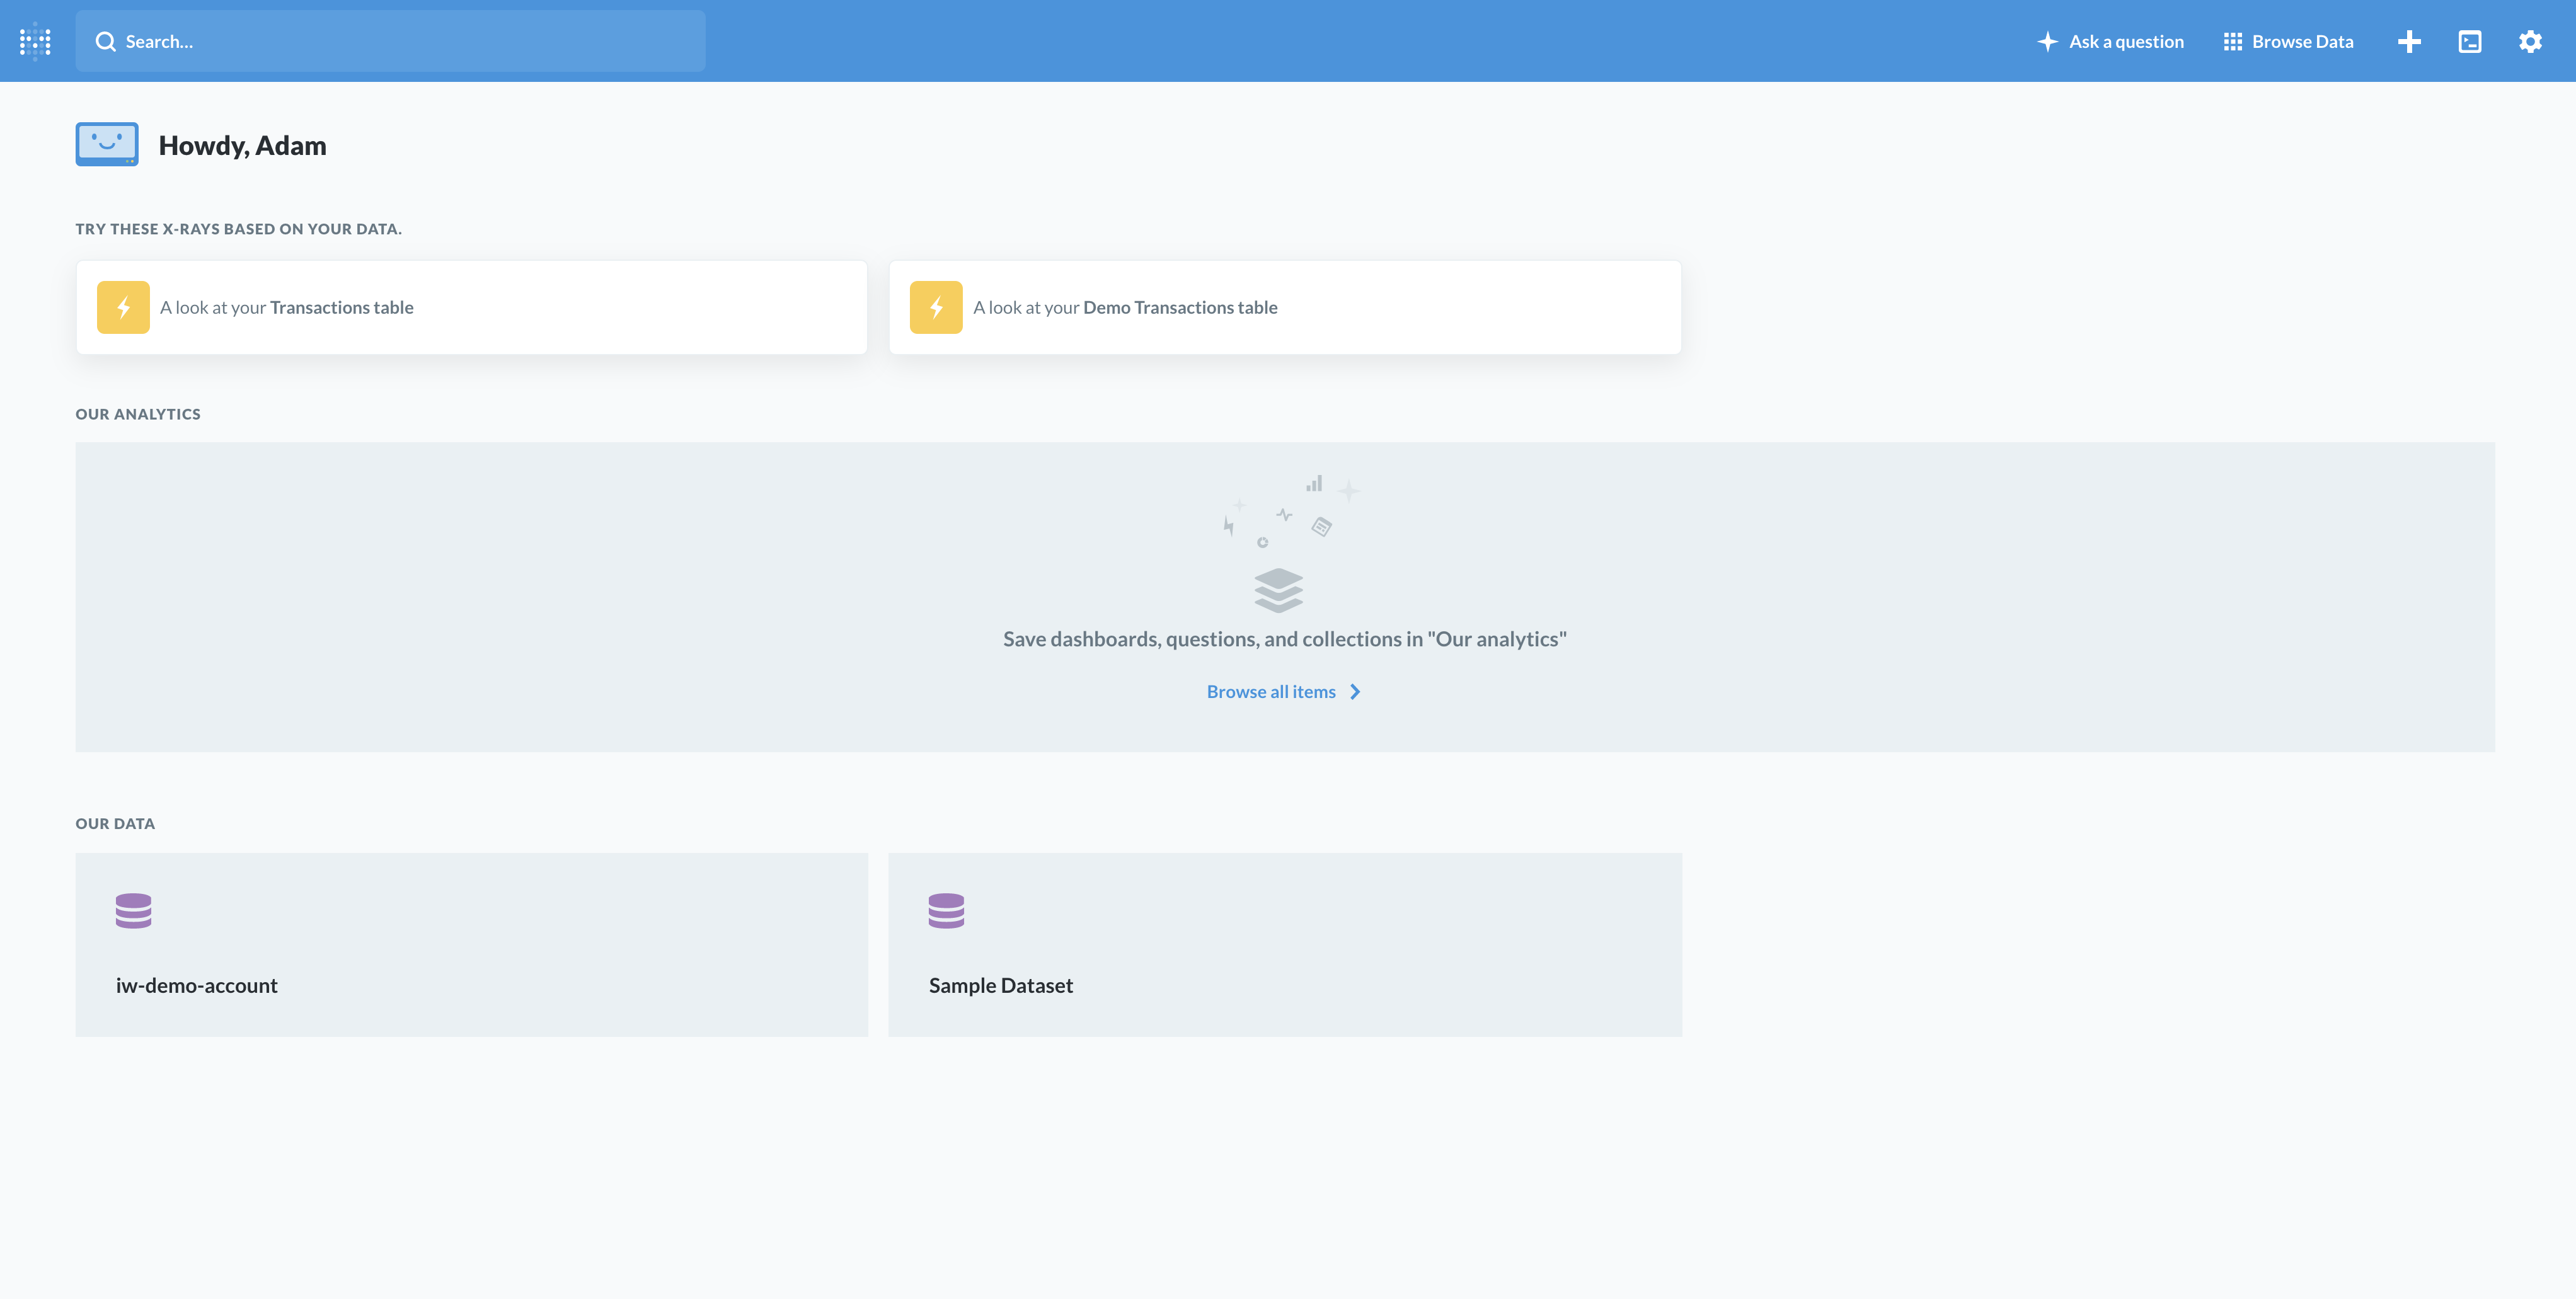 Search...
Ask a question
Browse Data
Howdy, Adam
TRY THESE X-RAYS BASED ON YOUR DATA.
A look at your Transactions table
A look at your Demo Transactions table
OUR ANALYTICS
Save dashboards, questions, and collections in "Our analytics"
Browse all items
OUR DATA
iw-demo-account
Sample Dataset